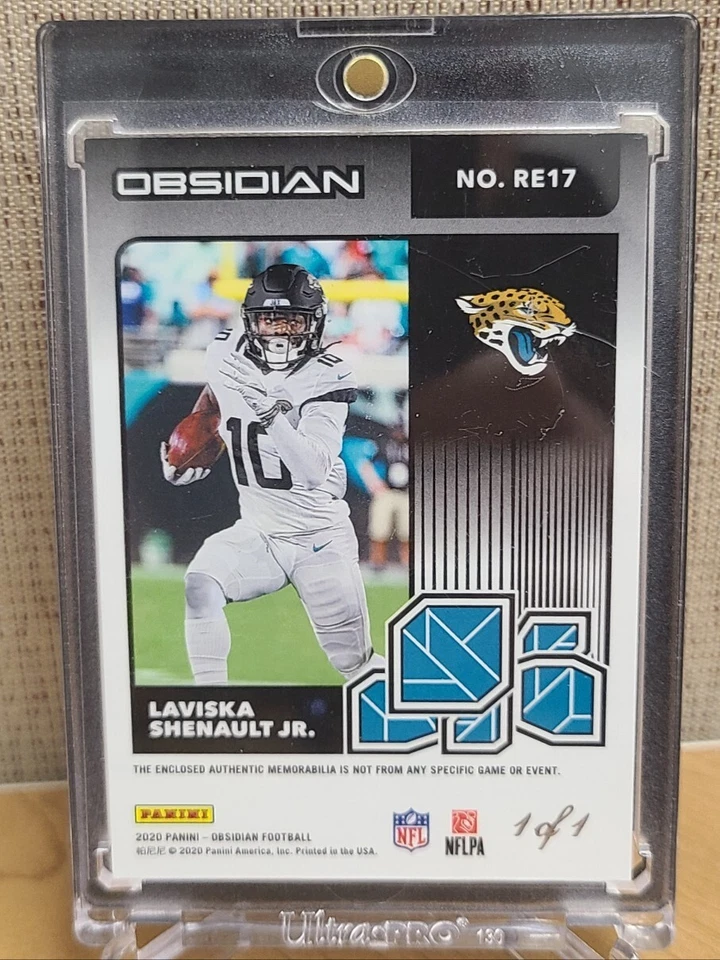 OBSIDIAN
NO. RE17
10
10
LAVISKA
SHENAULT JR.
THE ENCLOSED AUTHENTIC MEMORABILIA IS NOT FROM ANY SPECIFIC GAME OR EVENT.
PANINI
2020 PANINI – OBSIDIAN FOOTBALL
帕尼尼 © 2020 Panini America, Inc. Printed in the USA.
NFL
NFLPA
1 of 1
Ultra•PRO® 130